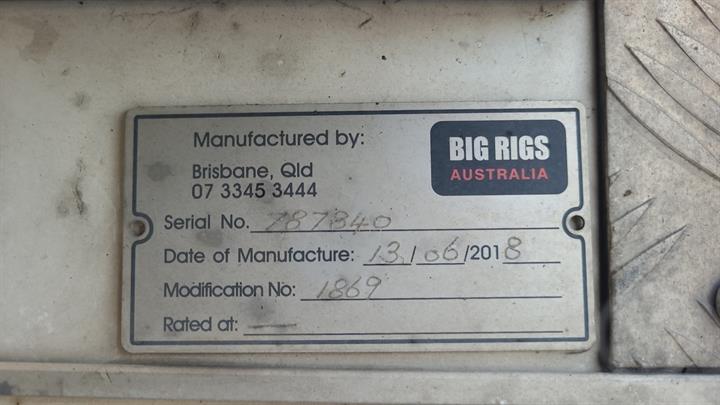 Manufactured by:
BIG RIGS
AUSTRALIA
Brisbane, Qld
07 3345 3444
Serial No. 787340
Date of Manufacture: 13/06/2018
Modification No: 1869
Rated at: —